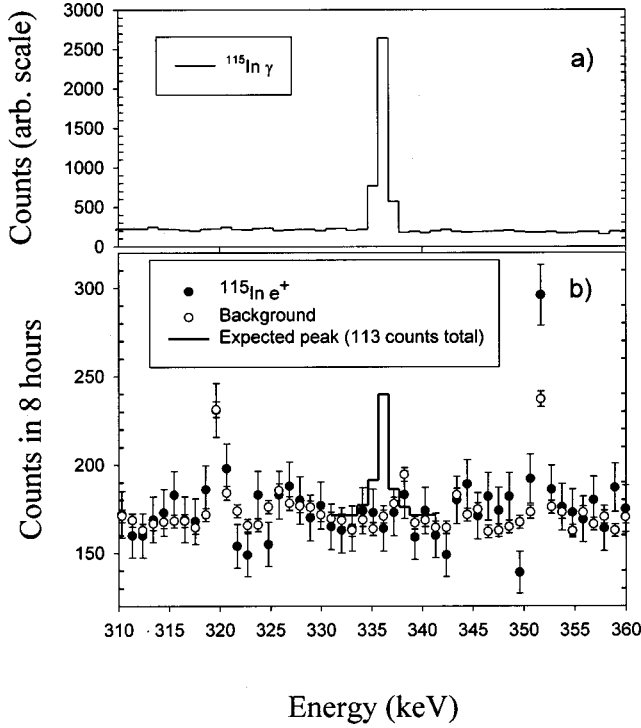 3000
2500
2000
1500
1000
500
0
Counts (arb. scale)
¹¹⁵In γ
a)
300
250
200
150
Counts in 8 hours
¹¹⁵In e⁺
Background
Expected peak (113 counts total)
b)
310 315 320 325 330 335 340 345 350 355 360
Energy (keV)